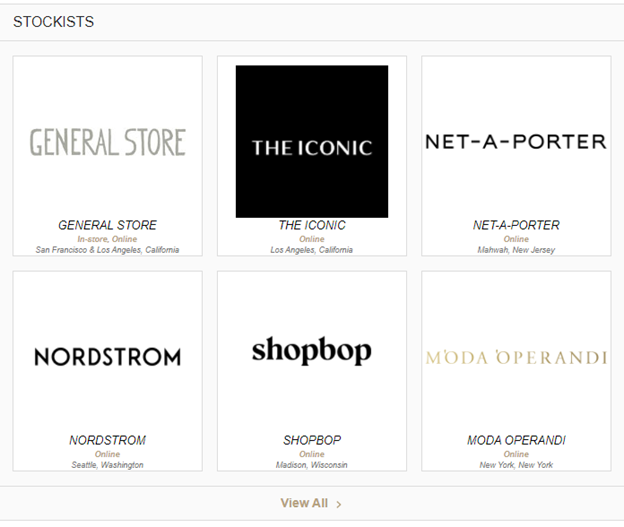 STOCKISTS
GENERAL STORE
THE ICONIC
NET-A-PORTER
GENERAL STORE
In-store, Online
San Francisco & Los Angeles, California
THE ICONIC
Online
Los Angeles, California
NET-A-PORTER
Online
Mahwah, New Jersey
NORDSTROM
shopbop
MODA OPERANDI
NORDSTROM
Online
Seattle, Washington
SHOPBOP
Online
Madison, Wisconsin
MODA OPERANDI
Online
New York, New York
View All >